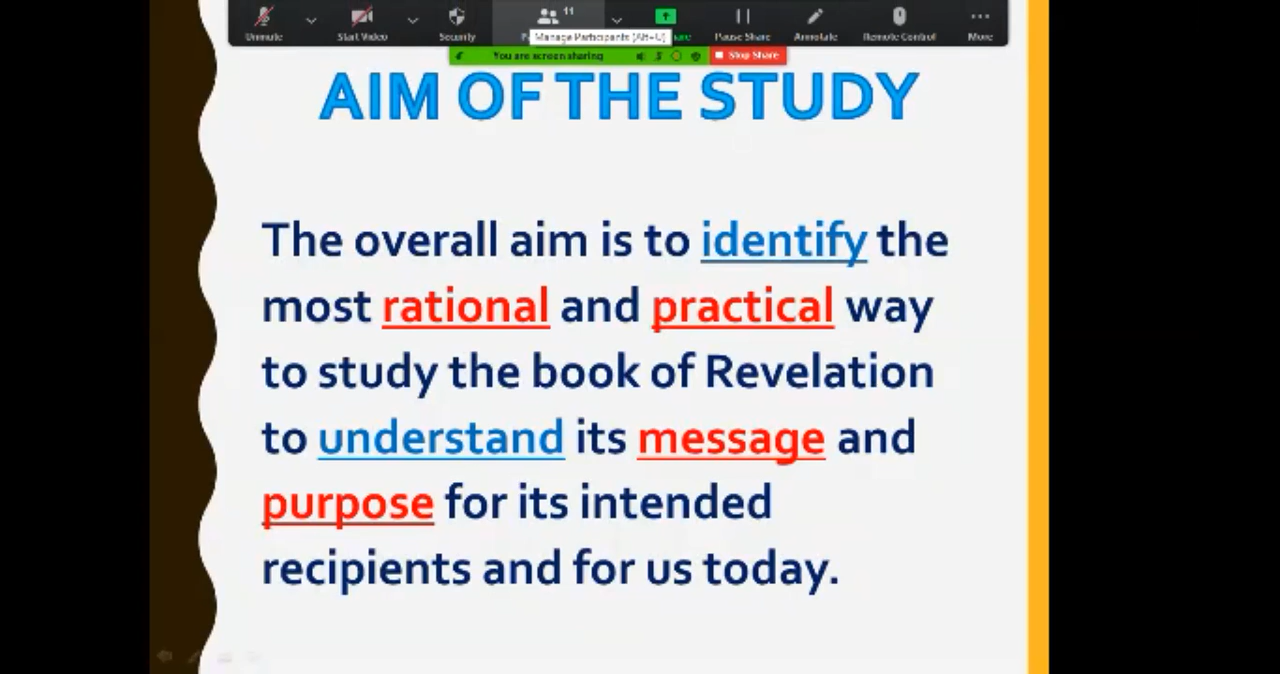 11
Unmute
Start Video
Security
Manage Participants (Alt+U)
Pause Share
Annotate
Remote Control
More
You are screen sharing
Stop Share
AIM OF THE STUDY
The overall aim is to identify the
most rational and practical way
to study the book of Revelation
to understand its message and
purpose for its intended
recipients and for us today.